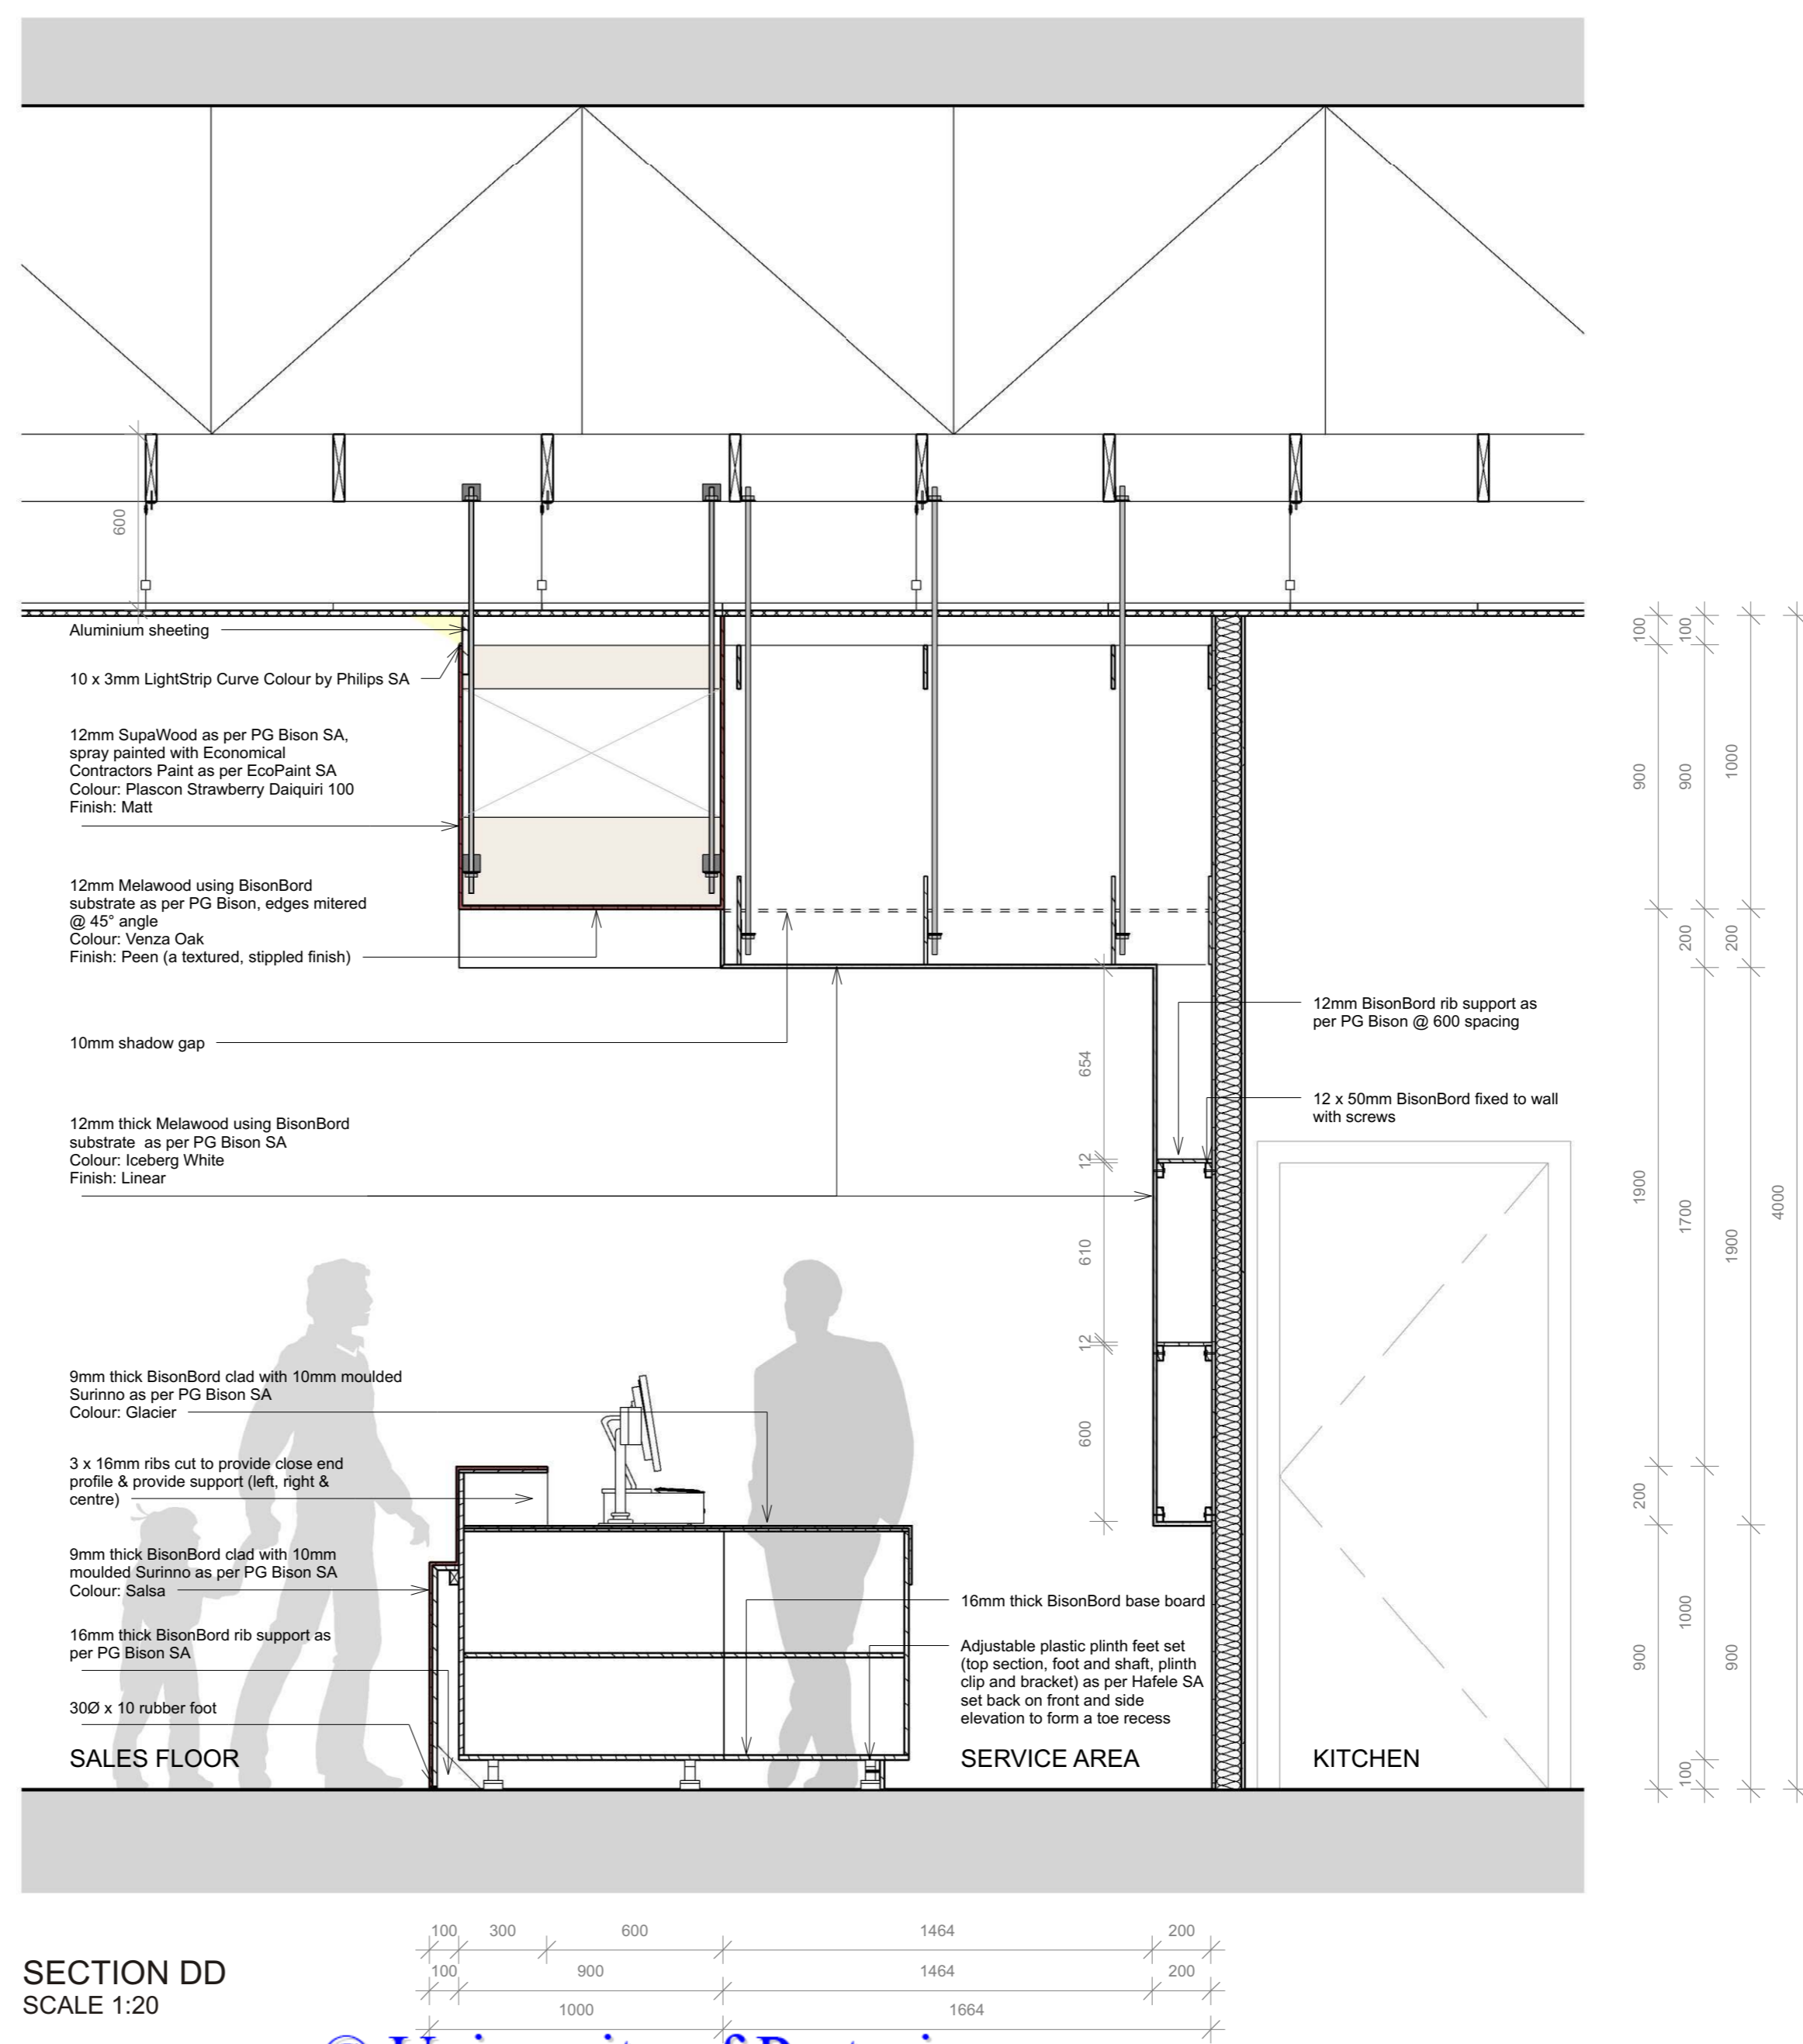 600
Aluminium sheeting
10 x 3mm LightStrip Curve Colour by Philips SA
12mm SupaWood as per PG Bison SA,
spray painted with Economical
Contractors Paint as per EcoPaint SA
Colour: Plascon Strawberry Daiquiri 100
Finish: Matt
12mm Melawood using BisonBord
substrate as per PG Bison, edges mitered
@ 45° angle
Colour: Venza Oak
Finish: Peen (a textured, stippled finish)
10mm shadow gap
12mm thick Melawood using BisonBord
substrate as per PG Bison SA
Colour: Iceberg White
Finish: Linear
9mm thick BisonBord clad with 10mm moulded
Surinno as per PG Bison SA
Colour: Glacier
3 x 16mm ribs cut to provide close end
profile & provide support (left, right &
centre)
9mm thick BisonBord clad with 10mm
moulded Surinno as per PG Bison SA
Colour: Salsa
16mm thick BisonBord rib support as
per PG Bison SA
30Ø x 10 rubber foot
SALES FLOOR
654
12
610
12
600
12mm BisonBord rib support as
per PG Bison @ 600 spacing
12 x 50mm BisonBord fixed to wall
with screws
16mm thick BisonBord base board
Adjustable plastic plinth feet set
(top section, foot and shaft, plinth
clip and bracket) as per Hafele SA
set back on front and side
elevation to form a toe recess
SERVICE AREA
KITCHEN
100
900
1900
200
900
100
900
200
1700
1000
100
1000
200
1900
900
4000
100 300 600 1464 200
100 900 1464 200
1000 1664
SECTION DD
SCALE 1:20